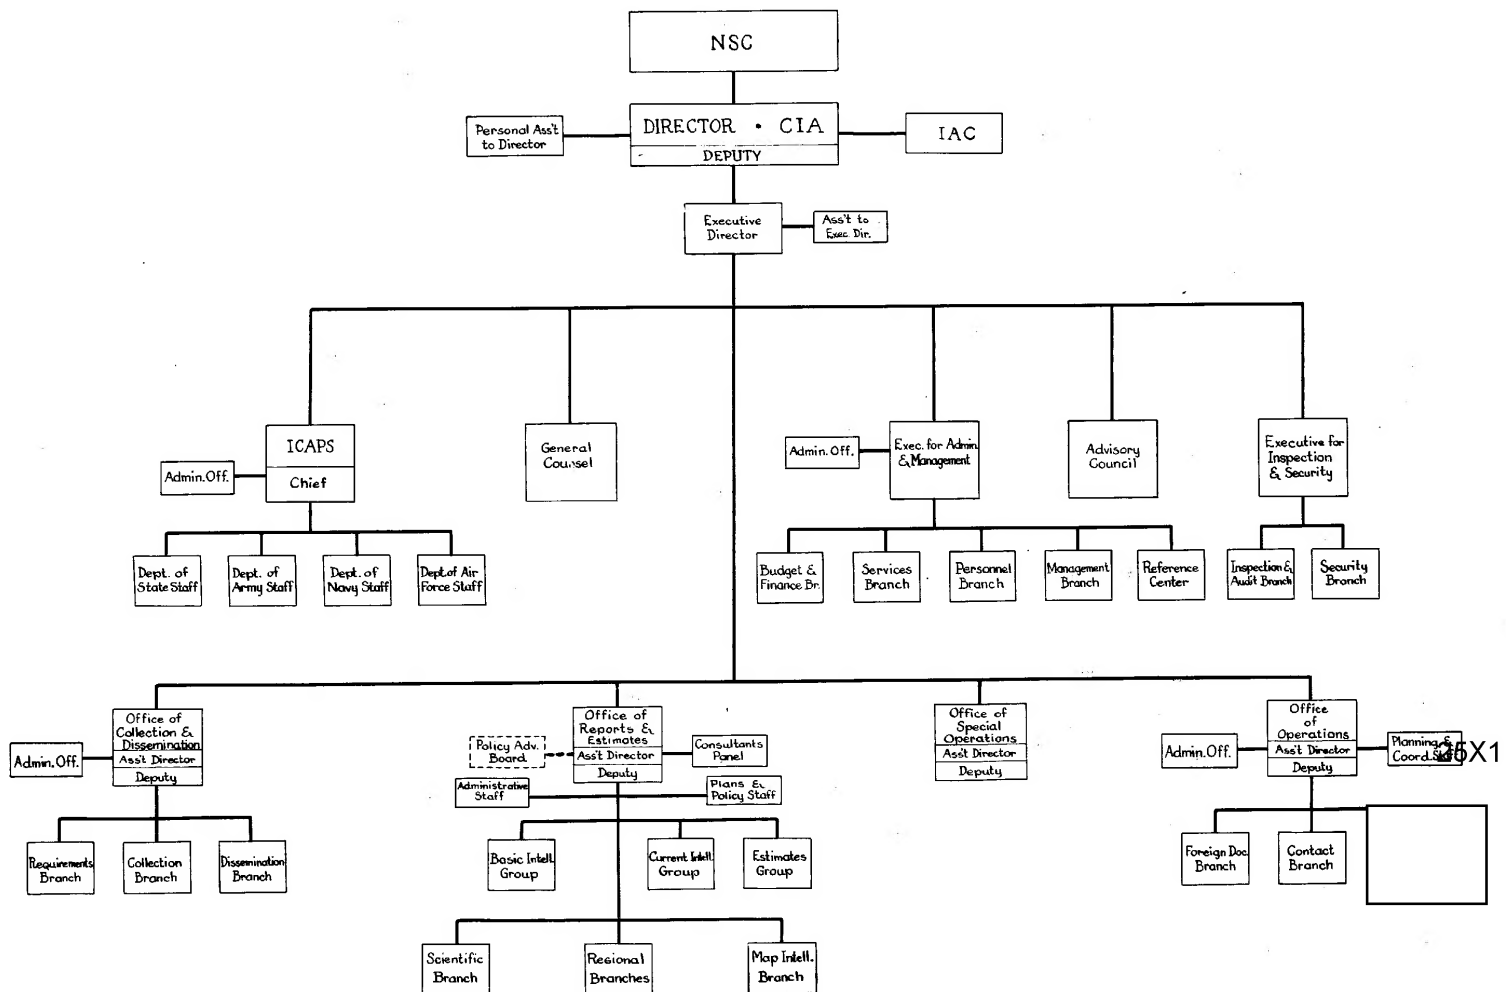 NSC
Personal Ass't
to Director
DIRECTOR • CIA
DEPUTY
IAC
Executive
Director
Ass't to
Exec. Dir.
ICAPS
Chief
Admin. Off.
General
Counsel
Admin. Off.
Exec. for Admin.
& Management
Advisory
Council
Executive for
Inspection
& Security
Dept. of
State Staff
Dept. of
Army Staff
Dept. of
Navy Staff
Dept. of Air
Force Staff
Budget &
Finance Br.
Services
Branch
Personnel
Branch
Management
Branch
Reference
Center
Inspection &
Audit Branch
Security
Branch
Admin. Off.
Office of
Collection &
Dissemination
Ass't Director
Deputy
Policy Adv.
Board
Office of
Reports &
Estimates
Ass't Director
Deputy
Consultants
Panel
Administrative
Staff
Plans &
Policy Staff
Office of
Special
Operations
Ass't Director
Deputy
Admin. Off.
Office
of
Operations
Ass't Director
Deputy
Planning &
Coord.
25X1
Requirements
Branch
Collection
Branch
Dissemination
Branch
Basic Intell.
Group
Current Intell.
Group
Estimates
Group
Foreign Doc.
Branch
Contact
Branch
Scientific
Branch
Regional
Branches
Map Intell.
Branch